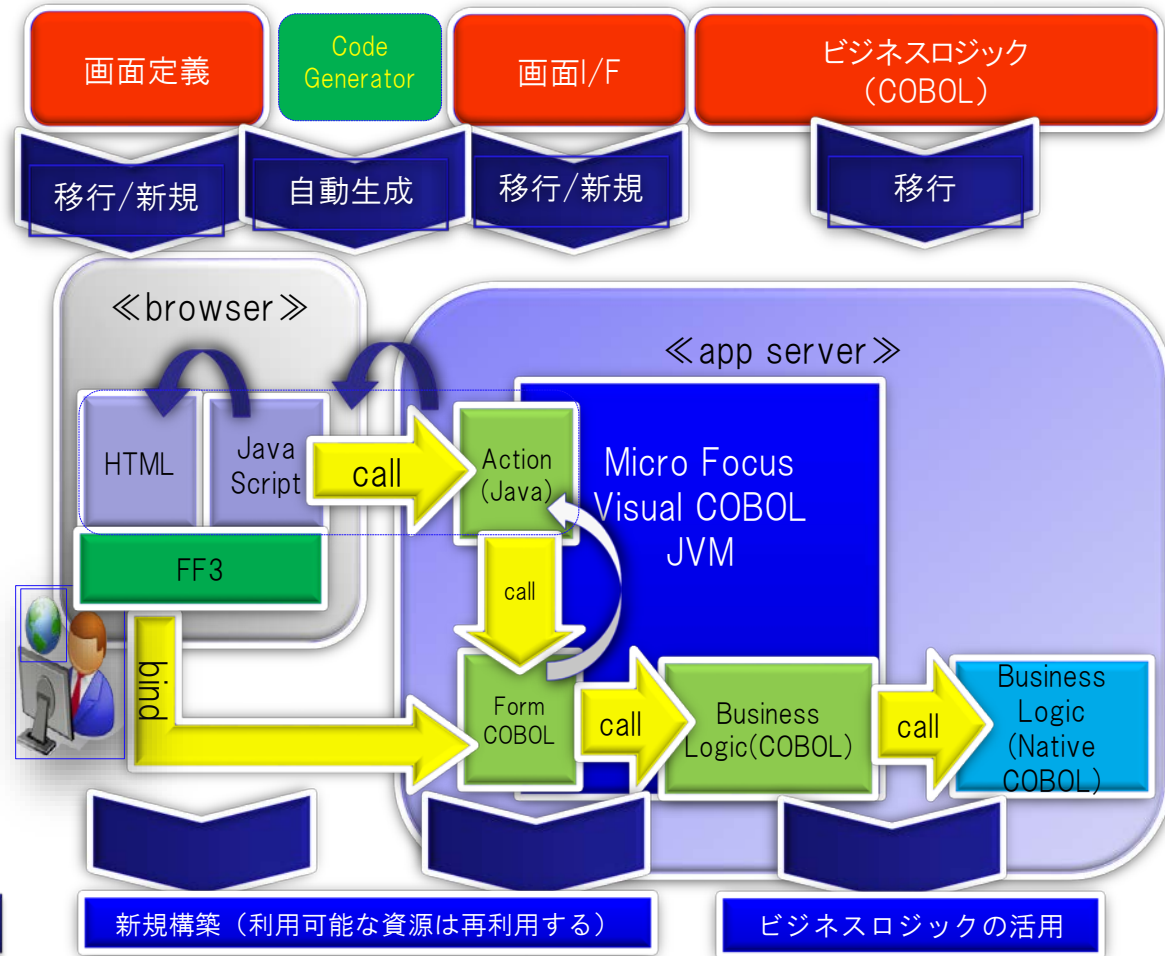 画面定義
Code
Generator
画面I/F
ビジネスロジック
(COBOL)
移行/新規
自動生成
移行/新規
移行
≪browser≫
≪app server≫
HTML
Java
Script
call
Action
(Java)
Micro Focus
Visual COBOL
JVM
FF3
call
bind
Form
COBOL
call
Business
Logic(COBOL)
call
Business
Logic
(Native
COBOL)
新規構築（利用可能な資源は再利用する）
ビジネスロジックの活用